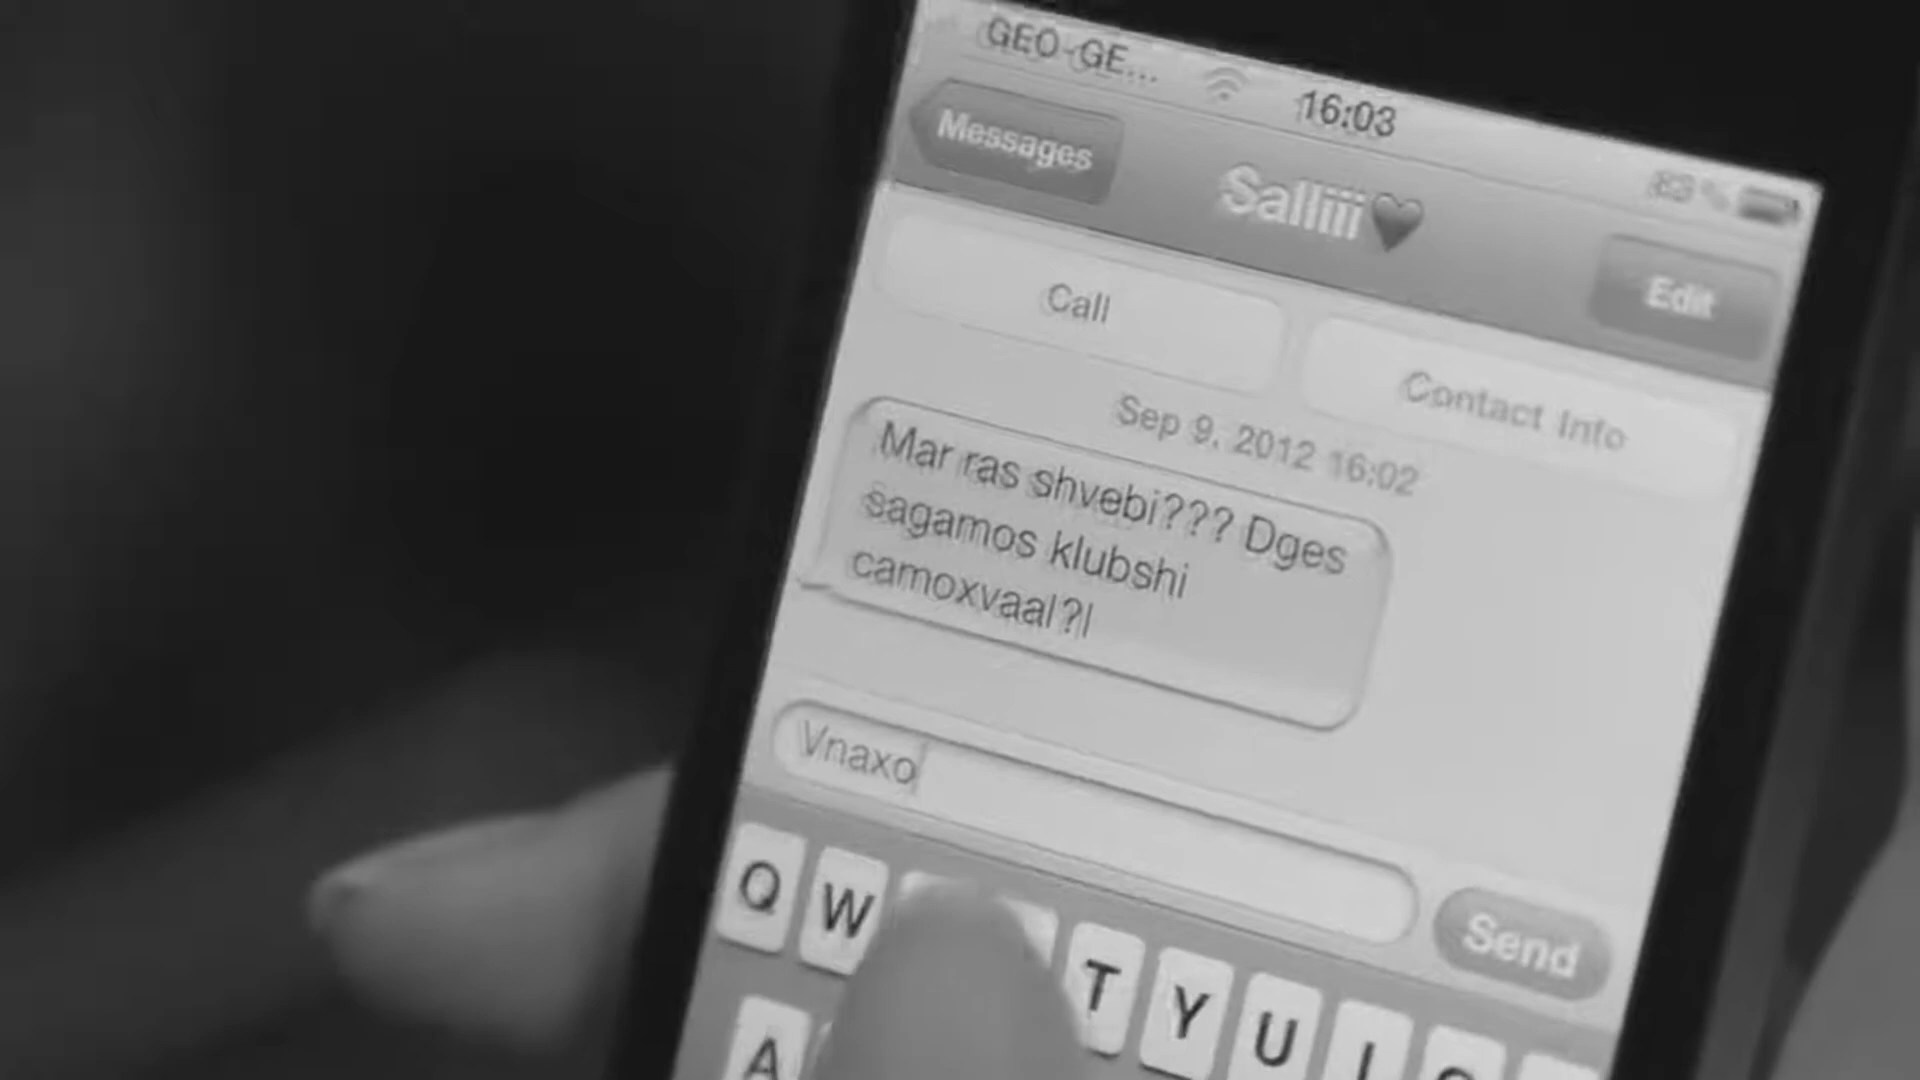 GEO-GE... 16:03
Messages
Salliii♥
Edit
Call
Contact Info
Sep 9, 2012 16:02
Mar ras shvebi??? Dges
sagamos klubshi
camoxvaal?!
Vnaxo
Send
Q W T Y U I
A